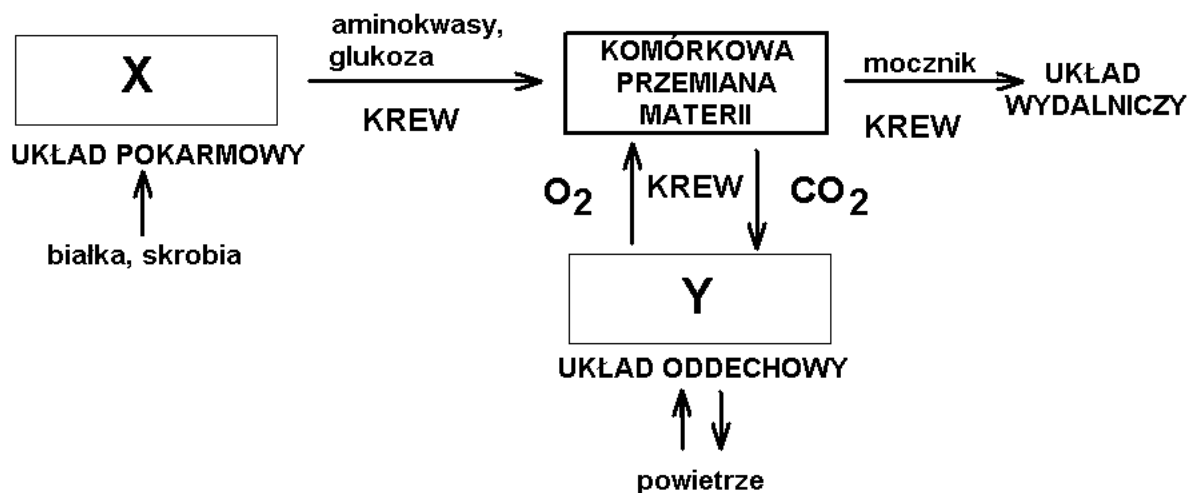 X
UKŁAD POKARMOWY
białka, skrobia
aminokwasy,
glukoza
KREW
KOMÓRKOWA
PRZEMIANA
MATERII
mocznik
KREW
UKŁAD
WYDALNICZY
O2
KREW
CO2
Y
UKŁAD ODDECHOWY
powietrze